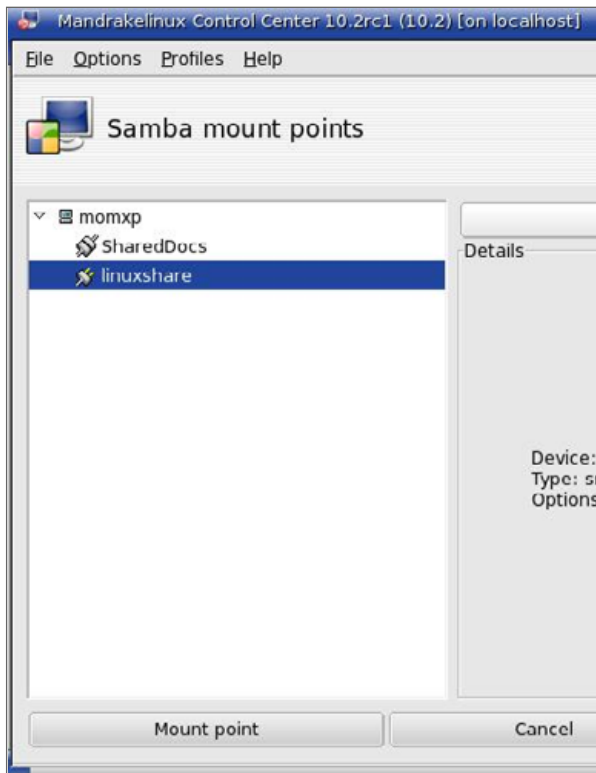 Mandrakelinux Control Center 10.2rc1 (10.2) [on localhost]
File Options Profiles Help
Samba mount points
momxp
SharedDocs
linuxshare
Details
Device:
Type:
Options
Mount point Cancel